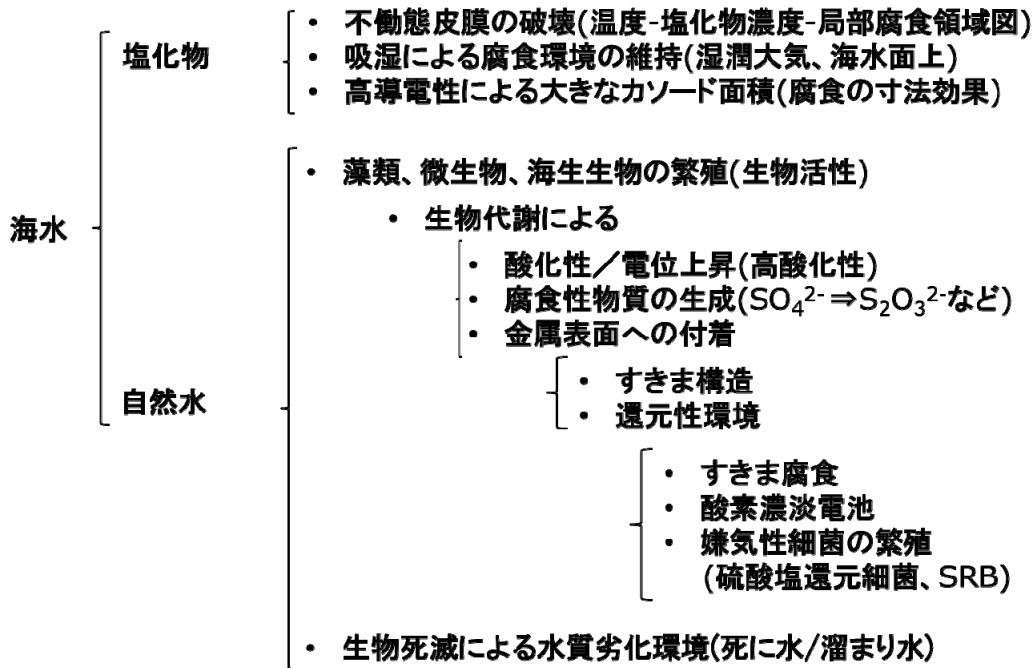 海水
塩化物
• 不働態皮膜の破壊(温度-塩化物濃度-局部腐食領域図)
• 吸湿による腐食環境の維持(湿潤大気、海水面上)
• 高導電性による大きなカソード面積(腐食の寸法効果)
自然水
• 藻類、微生物、海生生物の繁殖(生物活性)
• 生物代謝による
• 酸化性／電位上昇(高酸化性)
• 腐食性物質の生成(SO₄²⁻⇒S₂O₃²⁻など)
• 金属表面への付着
• すきま構造
• 還元性環境
• すきま腐食
• 酸素濃淡電池
• 嫌気性細菌の繁殖
(硫酸塩還元細菌、SRB)
• 生物死滅による水質劣化環境(死に水/溜まり水)